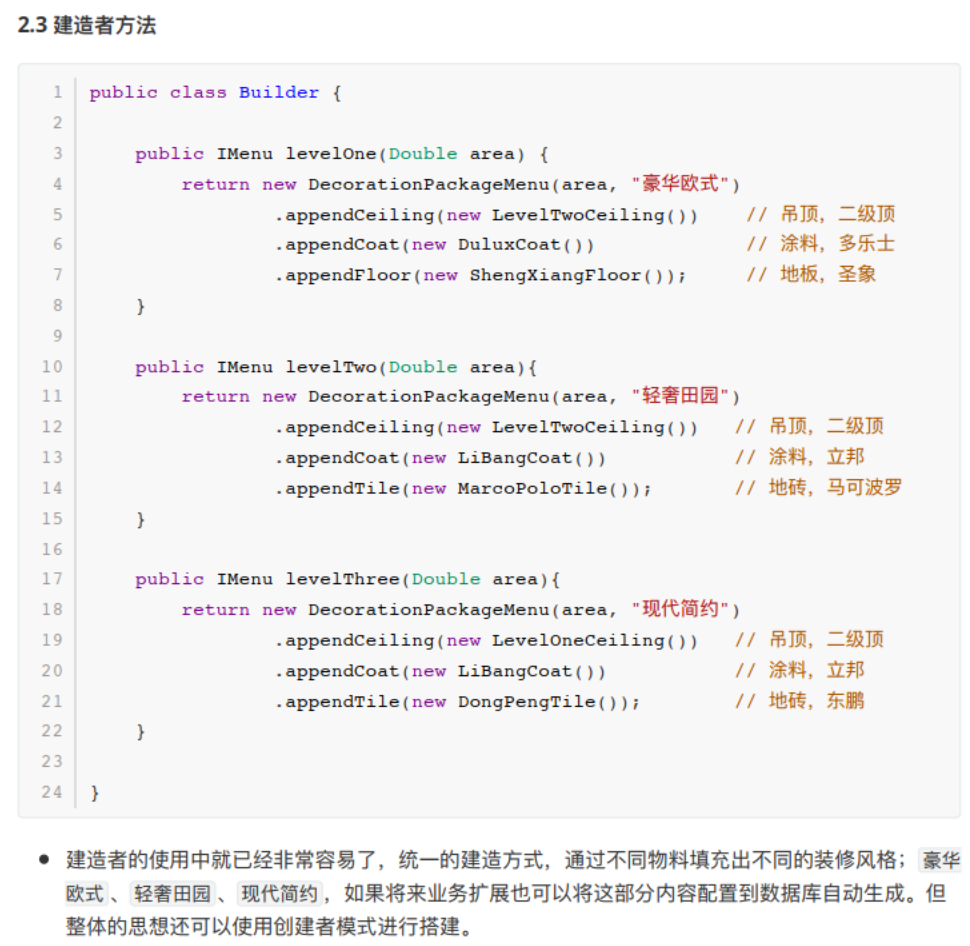 2.3 建造者方法
1 public class Builder {
2
3 public IMenu levelOne(Double area) {
4 return new DecorationPackageMenu(area, "豪华欧式")
5 .appendCeiling(new LevelTwoCeiling()) // 吊顶，二级顶
6 .appendCoat(new DuluxCoat()) // 涂料，多乐士
7 .appendFloor(new ShengXiangFloor()); // 地板，圣象
8 }
9
10 public IMenu levelTwo(Double area){
11 return new DecorationPackageMenu(area, "轻奢田园")
12 .appendCeiling(new LevelTwoCeiling()) // 吊顶，二级顶
13 .appendCoat(new LiBangCoat()) // 涂料，立邦
14 .appendTile(new MarcoPoloTile()); // 地砖，马可波罗
15 }
16
17 public IMenu levelThree(Double area){
18 return new DecorationPackageMenu(area, "现代简约")
19 .appendCeiling(new LevelOneCeiling()) // 吊顶，二级顶
20 .appendCoat(new LiBangCoat()) // 涂料，立邦
21 .appendTile(new DongPengTile()); // 地砖，东鹏
22 }
23
24 }
● 建造者的使用中就已经非常容易了，统一的建造方式，通过不同物料填充出不同的装修风格；豪华
欧式、轻奢田园、现代简约，如果将来业务扩展也可以将这部分内容配置到数据库自动生成。但
整体的思想还可以使用创建者模式进行搭建。